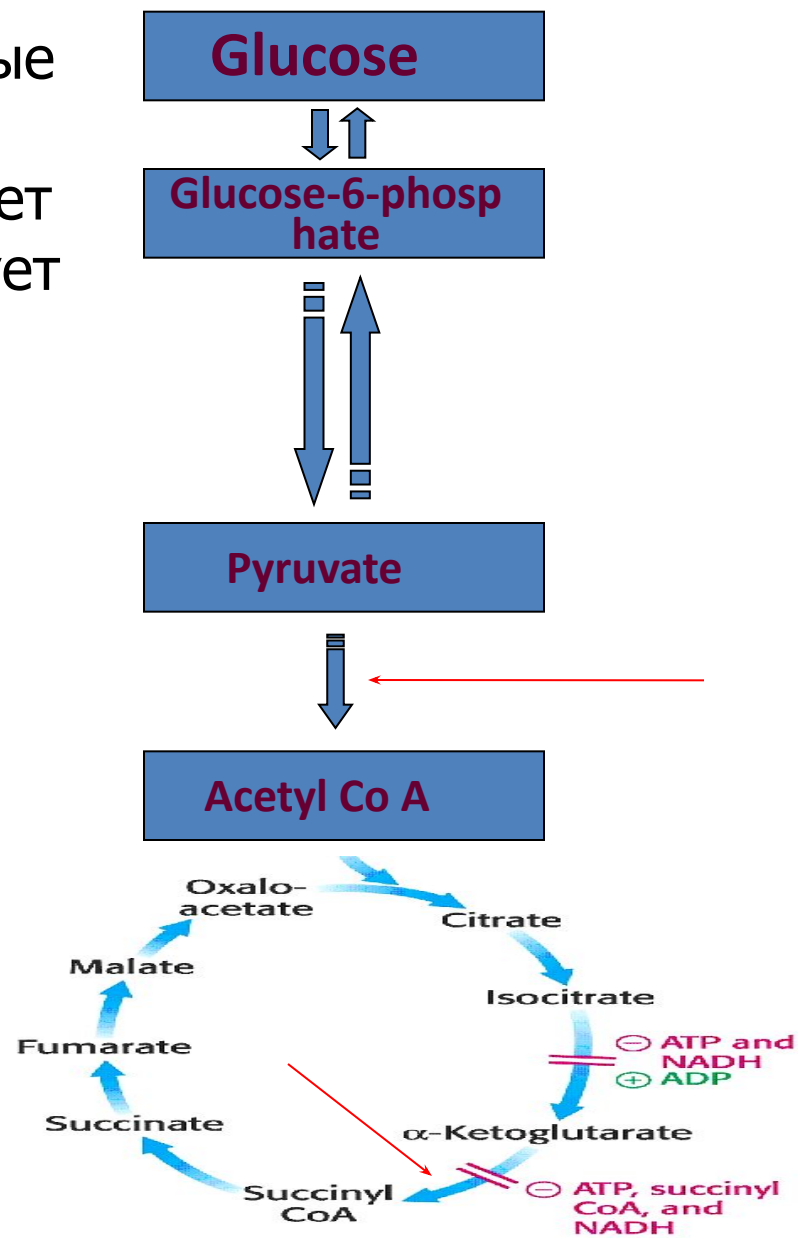 ые
ет
ует
Glucose
Glucose-6-phosp
hate
Pyruvate
Acetyl Co A
Oxalo-
acetate
Citrate
Malate
Isocitrate
Fumarate
⊖ ATP and
NADH
⊕ ADP
Succinate
α-Ketoglutarate
Succinyl
CoA
⊖ ATP, succinyl
CoA, and
NADH